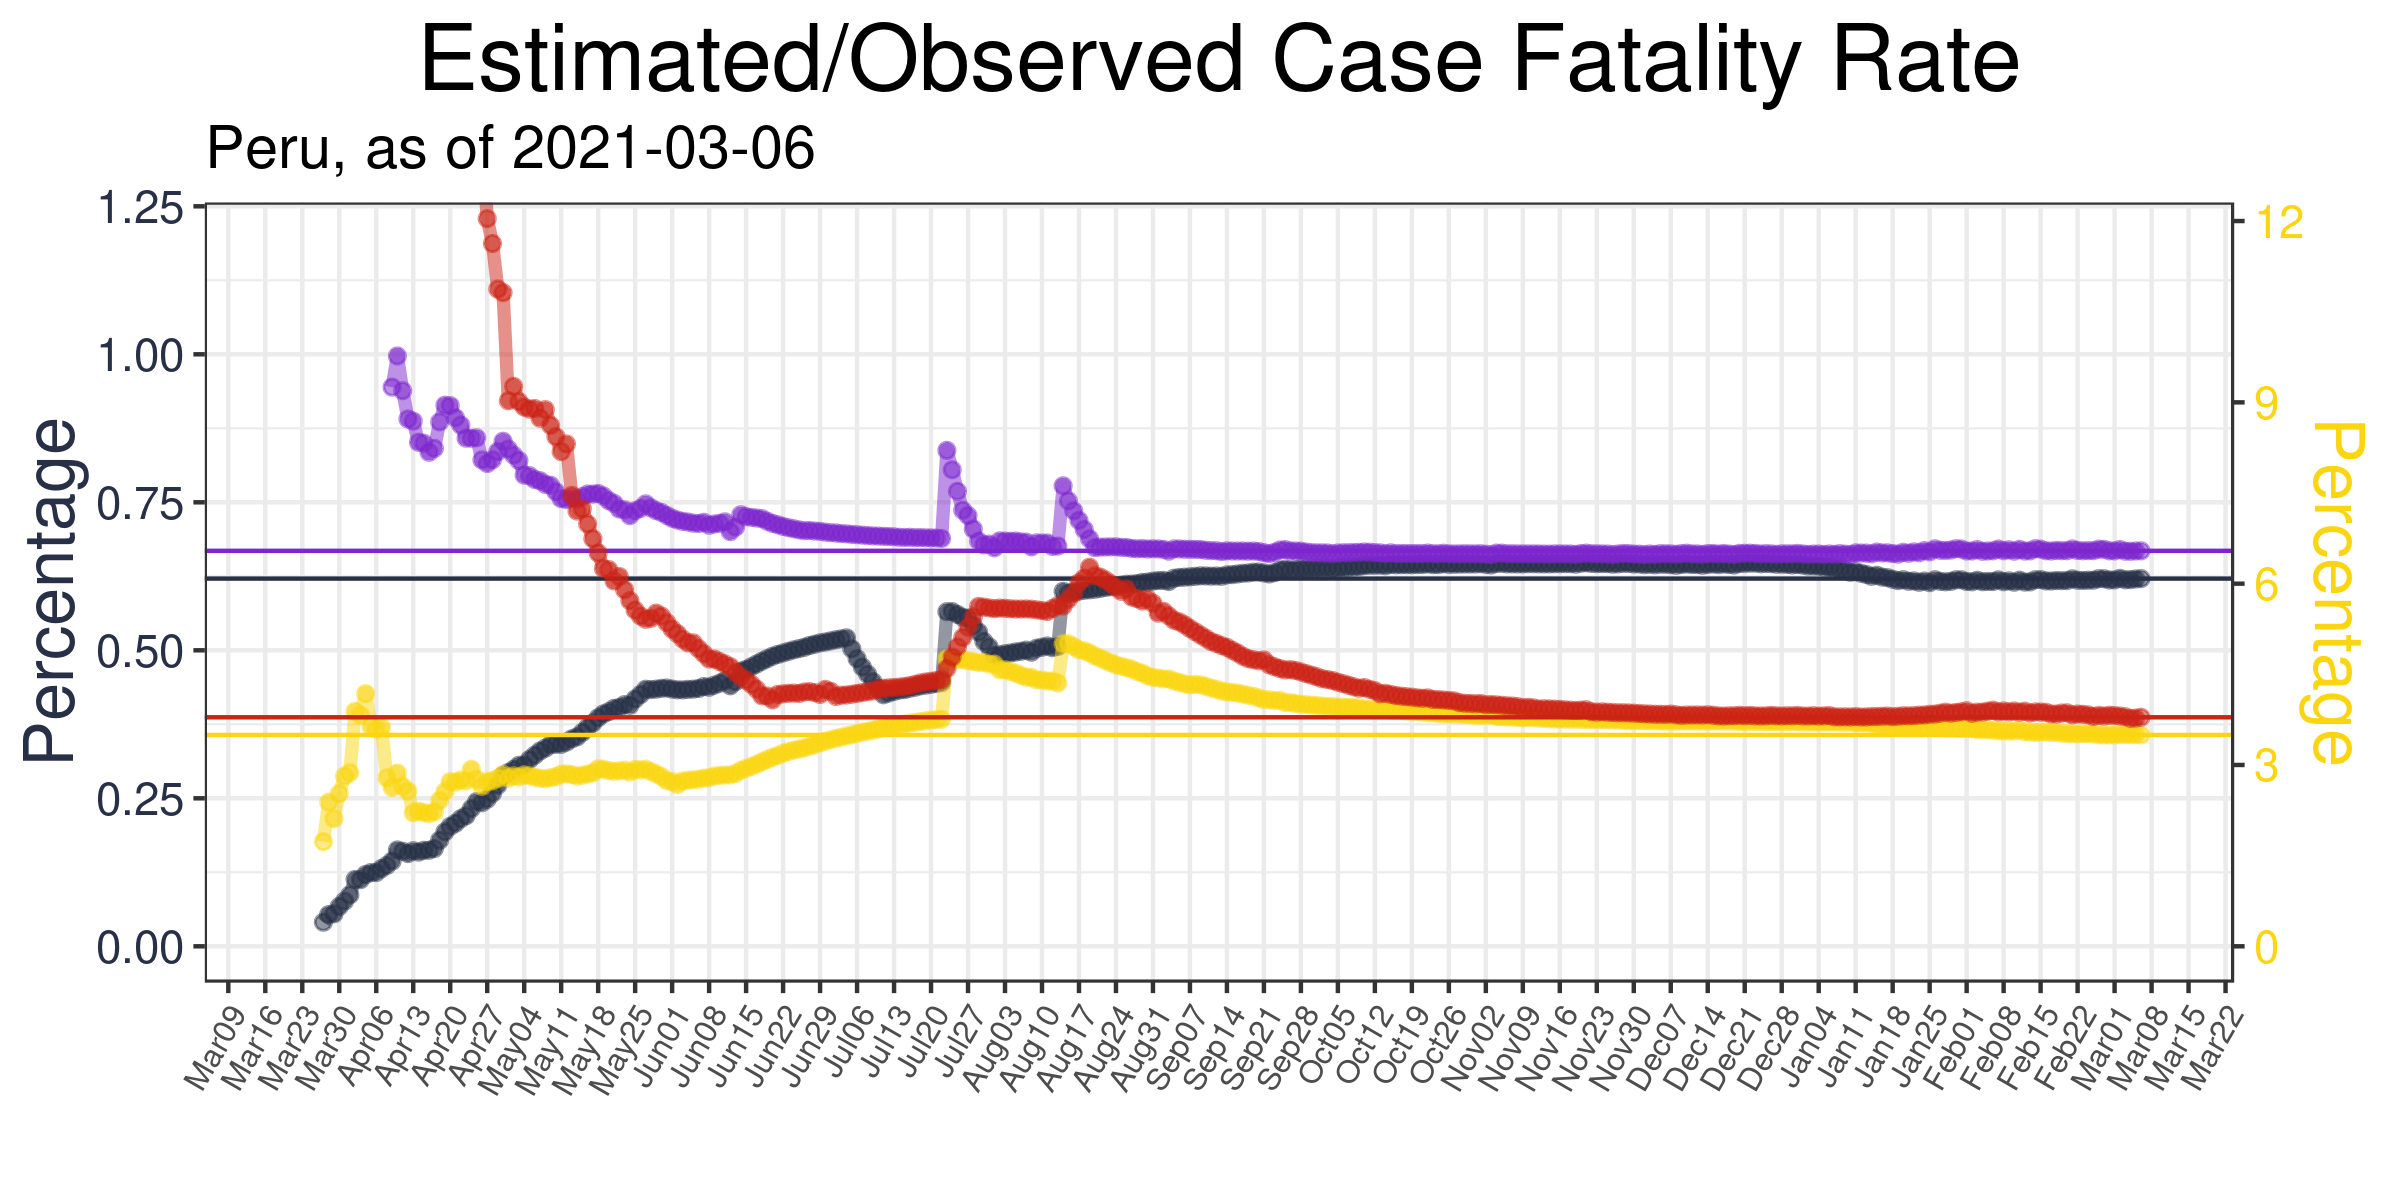 Estimated/Observed Case Fatality Rate
Peru, as of 2021-03-06
Percentage
1.25
1.00
0.75
0.50
0.25
0.00
12
9
6
3
0
Percentage
Mar09
Mar16
Mar23
Mar30
Apr06
Apr13
Apr20
Apr27
May04
May11
May18
May25
Jun01
Jun08
Jun15
Jun22
Jun29
Jul06
Jul13
Jul20
Jul27
Aug03
Aug10
Aug17
Aug24
Aug31
Sep07
Sep14
Sep21
Sep28
Oct05
Oct12
Oct19
Oct26
Nov02
Nov09
Nov16
Nov23
Nov30
Dec07
Dec14
Dec21
Dec28
Jan04
Jan11
Jan18
Jan25
Feb01
Feb08
Feb15
Feb22
Mar01
Mar08
Mar15
Mar22